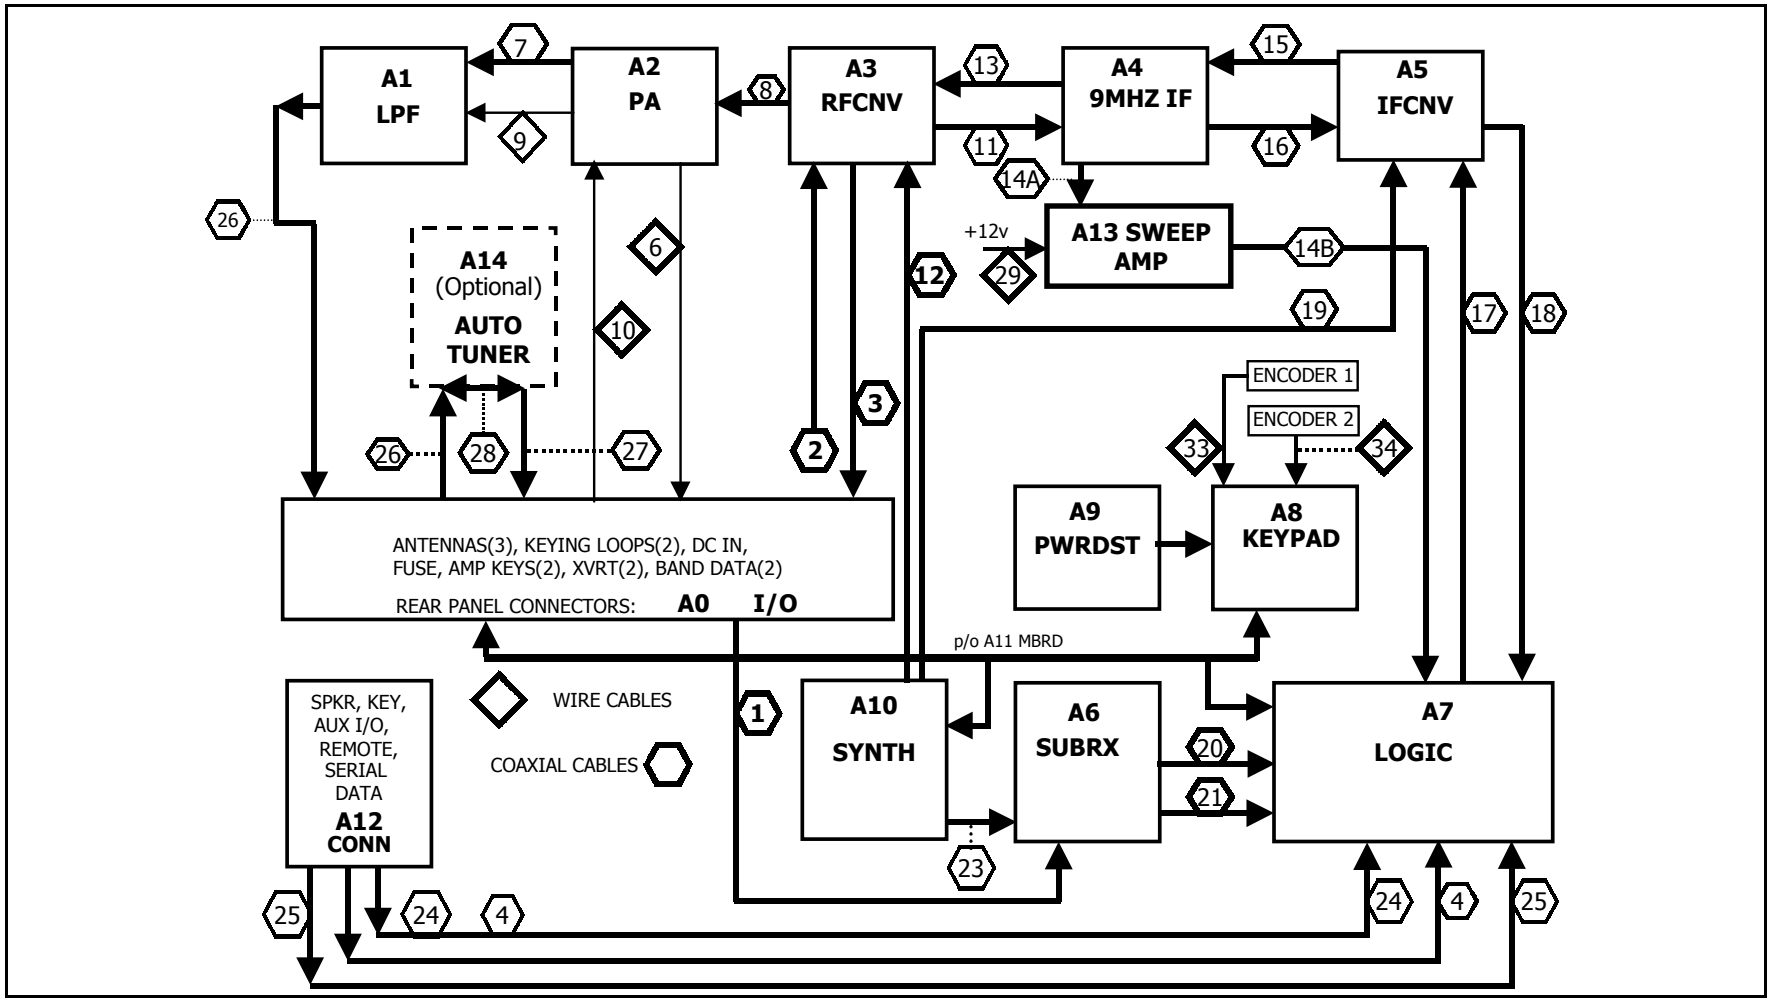 7
8
13
15
A1
LPF
A2
PA
A3
RFCNV
A4
9MHZ IF
A5
IFCNV
9
11
16
14A
26
6
12
+12v
29
A13 SWEEP
AMP
14B
A14
(Optional)
AUTO
TUNER
10
19
17
18
3
ENCODER 1
ENCODER 2
26
28
27
2
33
34
A9
PWRDST
A8
KEYPAD
ANTENNAS(3), KEYING LOOPS(2), DC IN,
FUSE, AMP KEYS(2), XVRT(2), BAND DATA(2)
REAR PANEL CONNECTORS: A0 I/O
p/o A11 MBRD
SPKR, KEY,
AUX I/O,
REMOTE,
SERIAL
DATA
A12
CONN
WIRE CABLES
COAXIAL CABLES
1
A10
SYNTH
A6
SUBRX
20
21
A7
LOGIC
23
25
24
4
24
4
25